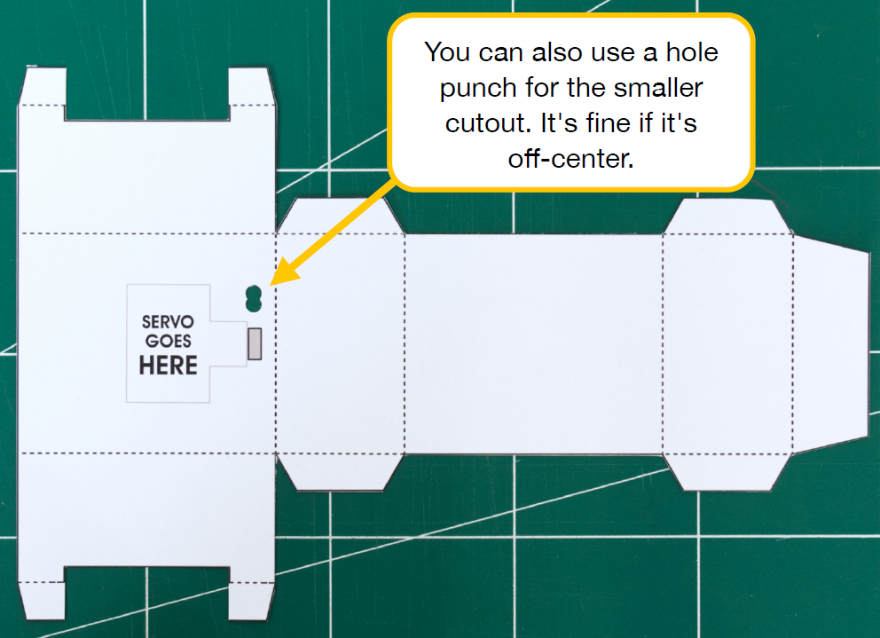 You can also use a hole
punch for the smaller
cutout. It's fine if it's
off-center.
SERVO
GOES
HERE